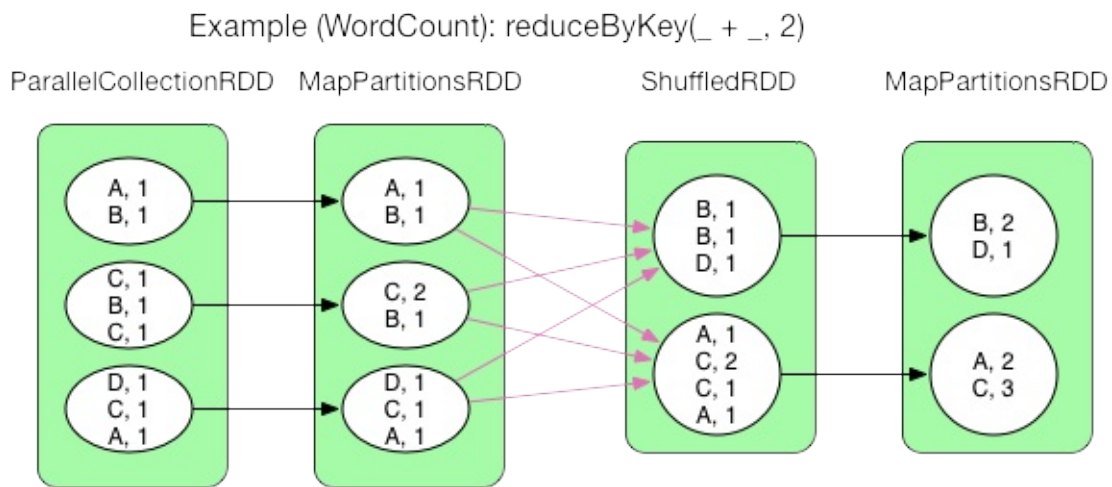 Example (WordCount): reduceByKey(_ + _, 2)
ParallelCollectionRDD
MapPartitionsRDD
ShuffledRDD
MapPartitionsRDD
A, 1
B, 1
C, 1
B, 1
C, 1
D, 1
C, 1
A, 1
A, 1
B, 1
C, 2
B, 1
D, 1
C, 1
A, 1
B, 1
B, 1
D, 1
A, 1
C, 2
C, 1
A, 1
B, 2
D, 1
A, 2
C, 3